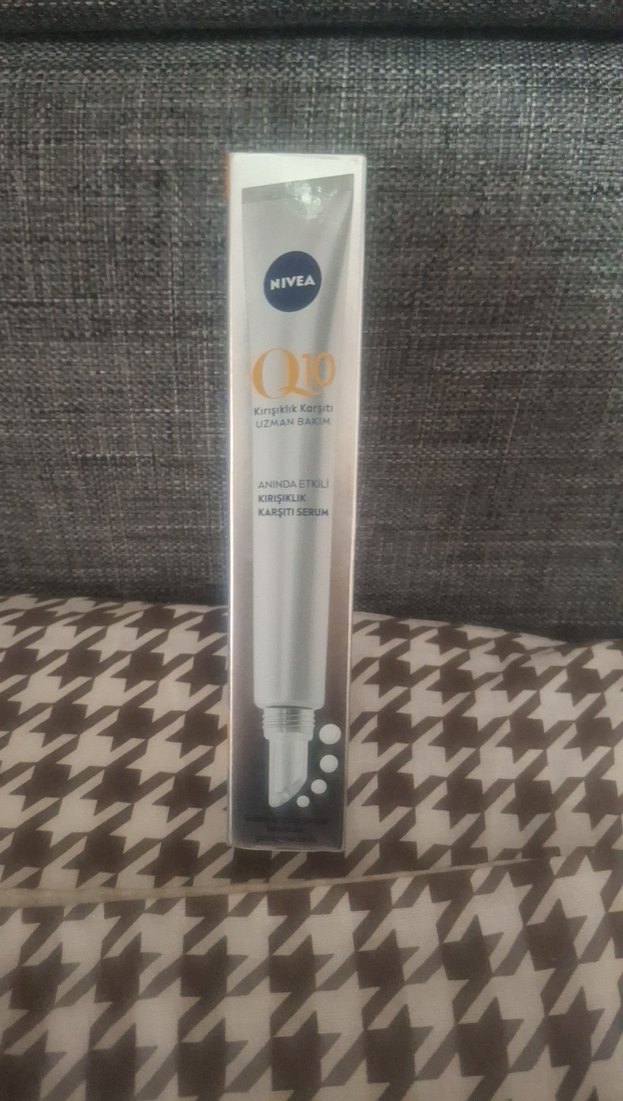 NIVEA
Q10
Kırışıklık Karşıtı
UZMAN BAKIM
ANINDA ETKİLİ
KIRIŞIKLIK
KARŞITI SERUM